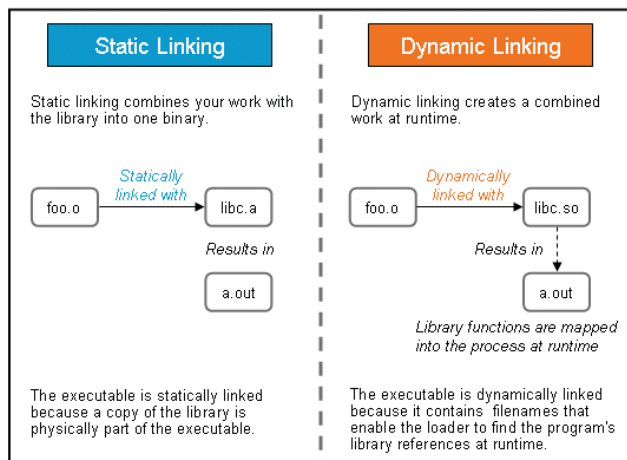 Static Linking
Static linking combines your work with
the library into one binary.
Statically
linked with
foo.o
libc.a
Results in
a.out
The executable is statically linked
because a copy of the library is
physically part of the executable.
Dynamic Linking
Dynamic linking creates a combined
work at runtime.
Dynamically
linked with
foo.o
libc.so
Results in
a.out
Library functions are mapped
into the process at runtime
The executable is dynamically linked
because it contains filenames that
enable the loader to find the program's
library references at runtime.